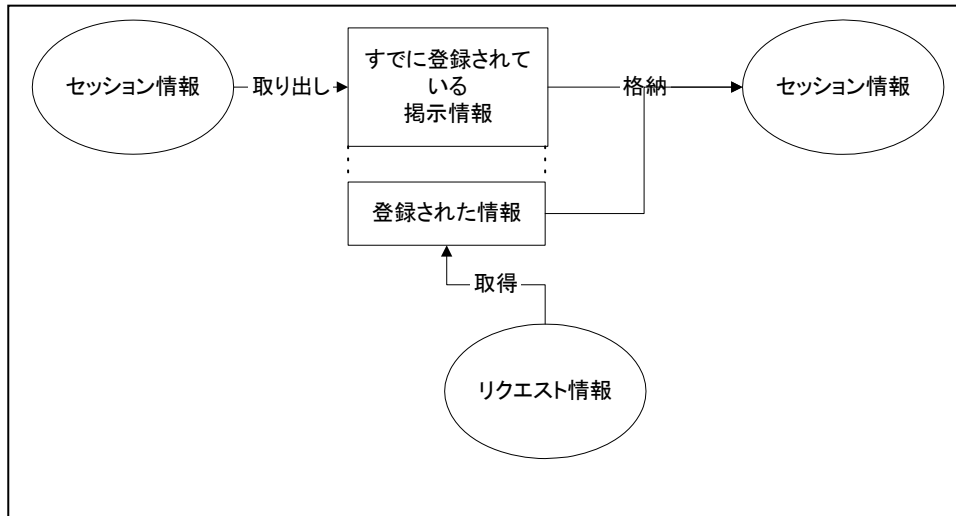 セッション情報
取り出し
すでに登録されて
いる
掲示情報
格納
セッション情報
登録された情報
取得
リクエスト情報